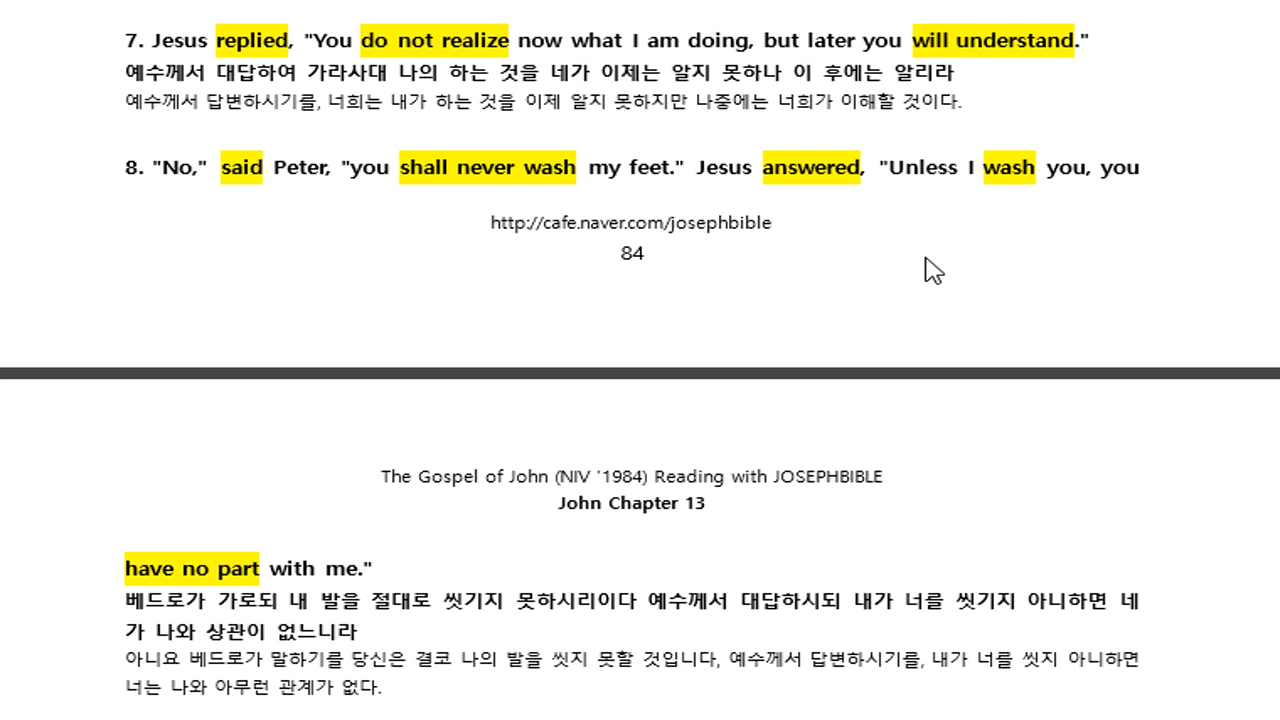 7. Jesus replied, "You do not realize now what I am doing, but later you will understand."
예수께서 대답하여 가라사대 나의 하는 것을 네가 이제는 알지 못하나 이 후에는 알리라
예수께서 답변하시기를, 너희는 내가 하는 것을 이제 알지 못하지만 나중에는 너희가 이해할 것이다.
8. "No," said Peter, "you shall never wash my feet." Jesus answered, "Unless I wash you, you
http://cafe.naver.com/josephbible
84
The Gospel of John (NIV '1984) Reading with JOSEPHBIBLE
John Chapter 13
have no part with me."
베드로가 가로되 내 발을 절대로 씻기지 못하시리이다 예수께서 대답하시되 내가 너를 씻기지 아니하면 네
가 나와 상관이 없느니라
아니요 베드로가 말하기를 당신은 결코 나의 발을 씻지 못할 것입니다, 예수께서 답변하시기를, 내가 너를 씻지 아니하면
너는 나와 아무런 관계가 없다.